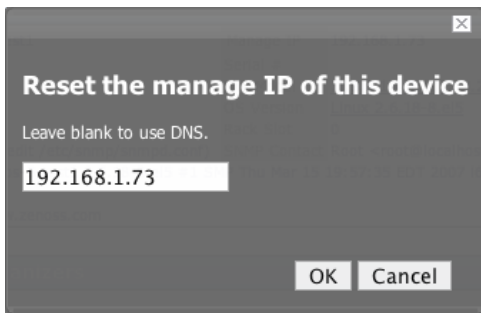 Reset the manage IP of this device
Leave blank to use DNS.
192.168.1.73
OK Cancel